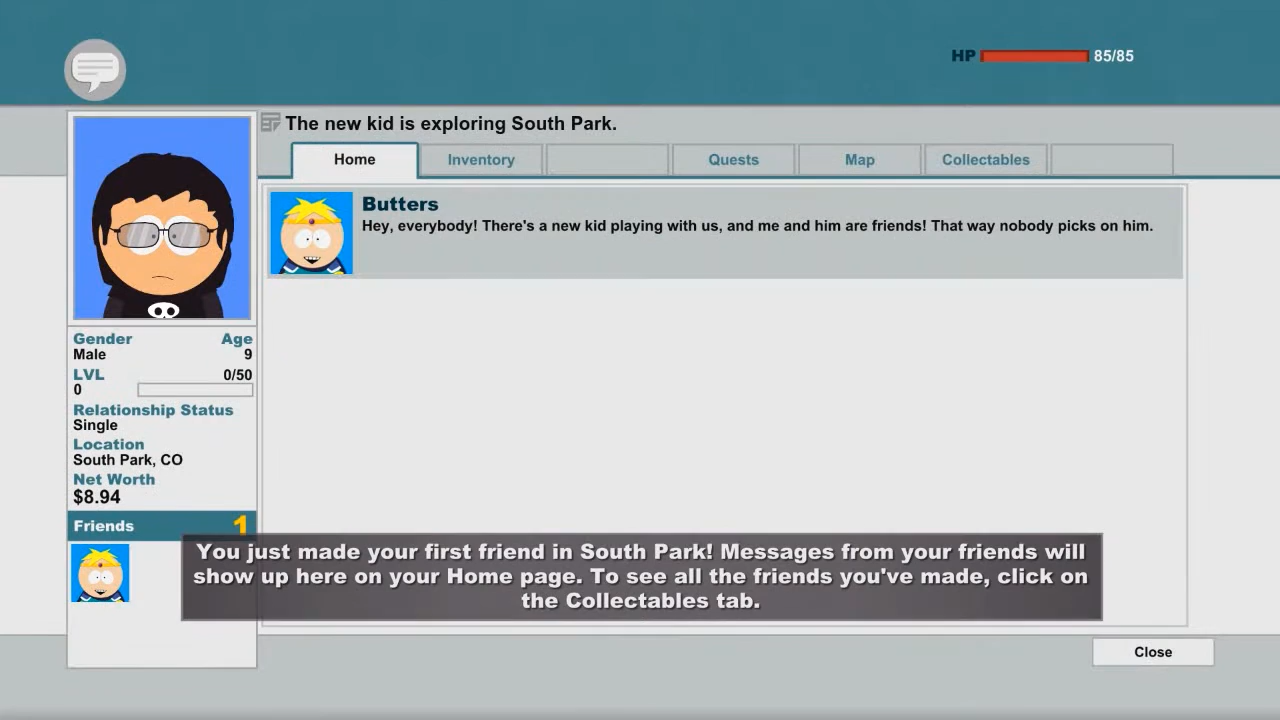 HP 85/85
The new kid is exploring South Park.
Home Inventory Quests Map Collectables
Butters
Hey, everybody! There's a new kid playing with us, and me and him are friends! That way nobody picks on him.
Gender Age
Male 9
LVL 0/50
0
Relationship Status
Single
Location
South Park, CO
Net Worth
$8.94
Friends 1
You just made your first friend in South Park! Messages from your friends will
show up here on your Home page. To see all the friends you've made, click on
the Collectables tab.
Close